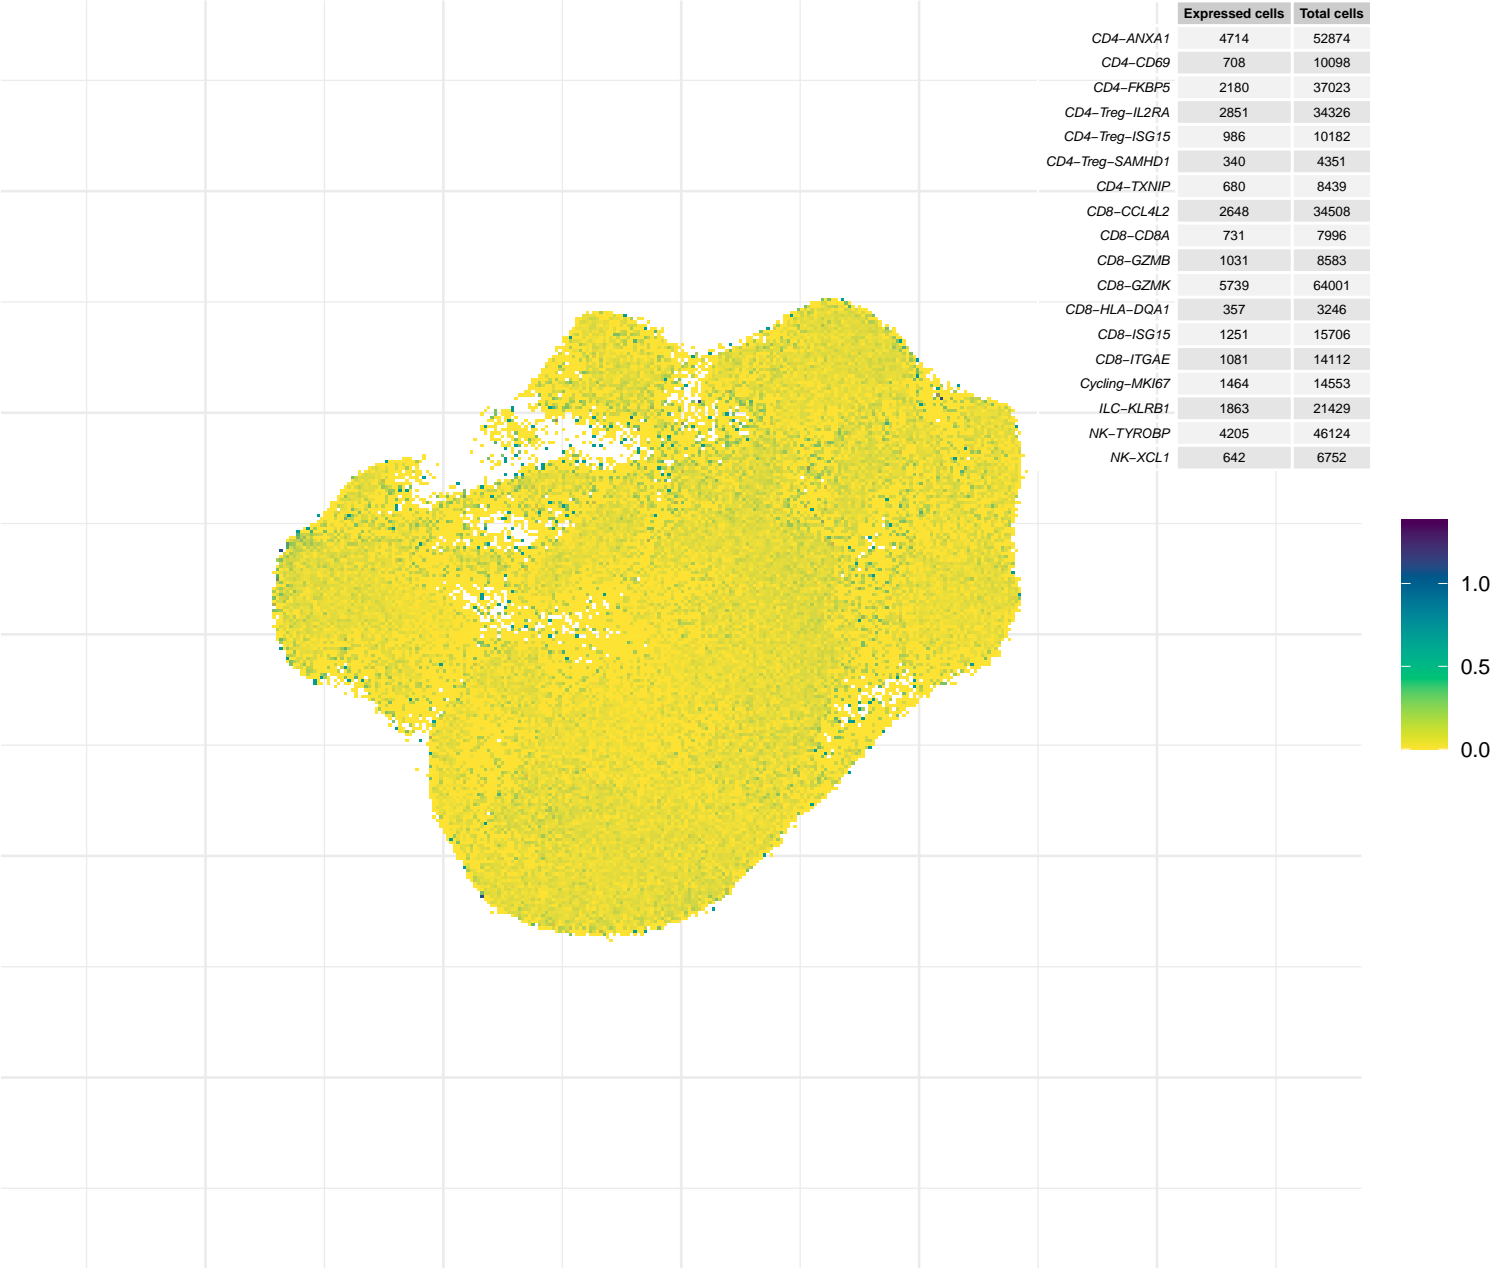 Expressed cells Total cells
CD4−ANXA1 4714 52874
CD4−CD69 708 10098
CD4−FKBP5 2180 37023
CD4−Treg−IL2RA 2851 34326
CD4−Treg−ISG15 986 10182
CD4−Treg−SAMHD1 340 4351
CD4−TXNIP 680 8439
CD8−CCL4L2 2648 34508
CD8−CD8A 731 7996
CD8−GZMB 1031 8583
CD8−GZMK 5739 64001
CD8−HLA−DQA1 357 3246
CD8−ISG15 1251 15706
CD8−ITGAE 1081 14112
Cycling−MKI67 1464 14553
ILC−KLRB1 1863 21429
NK−TYROBP 4205 46124
NK−XCL1 642 6752
1.0
0.5
0.0